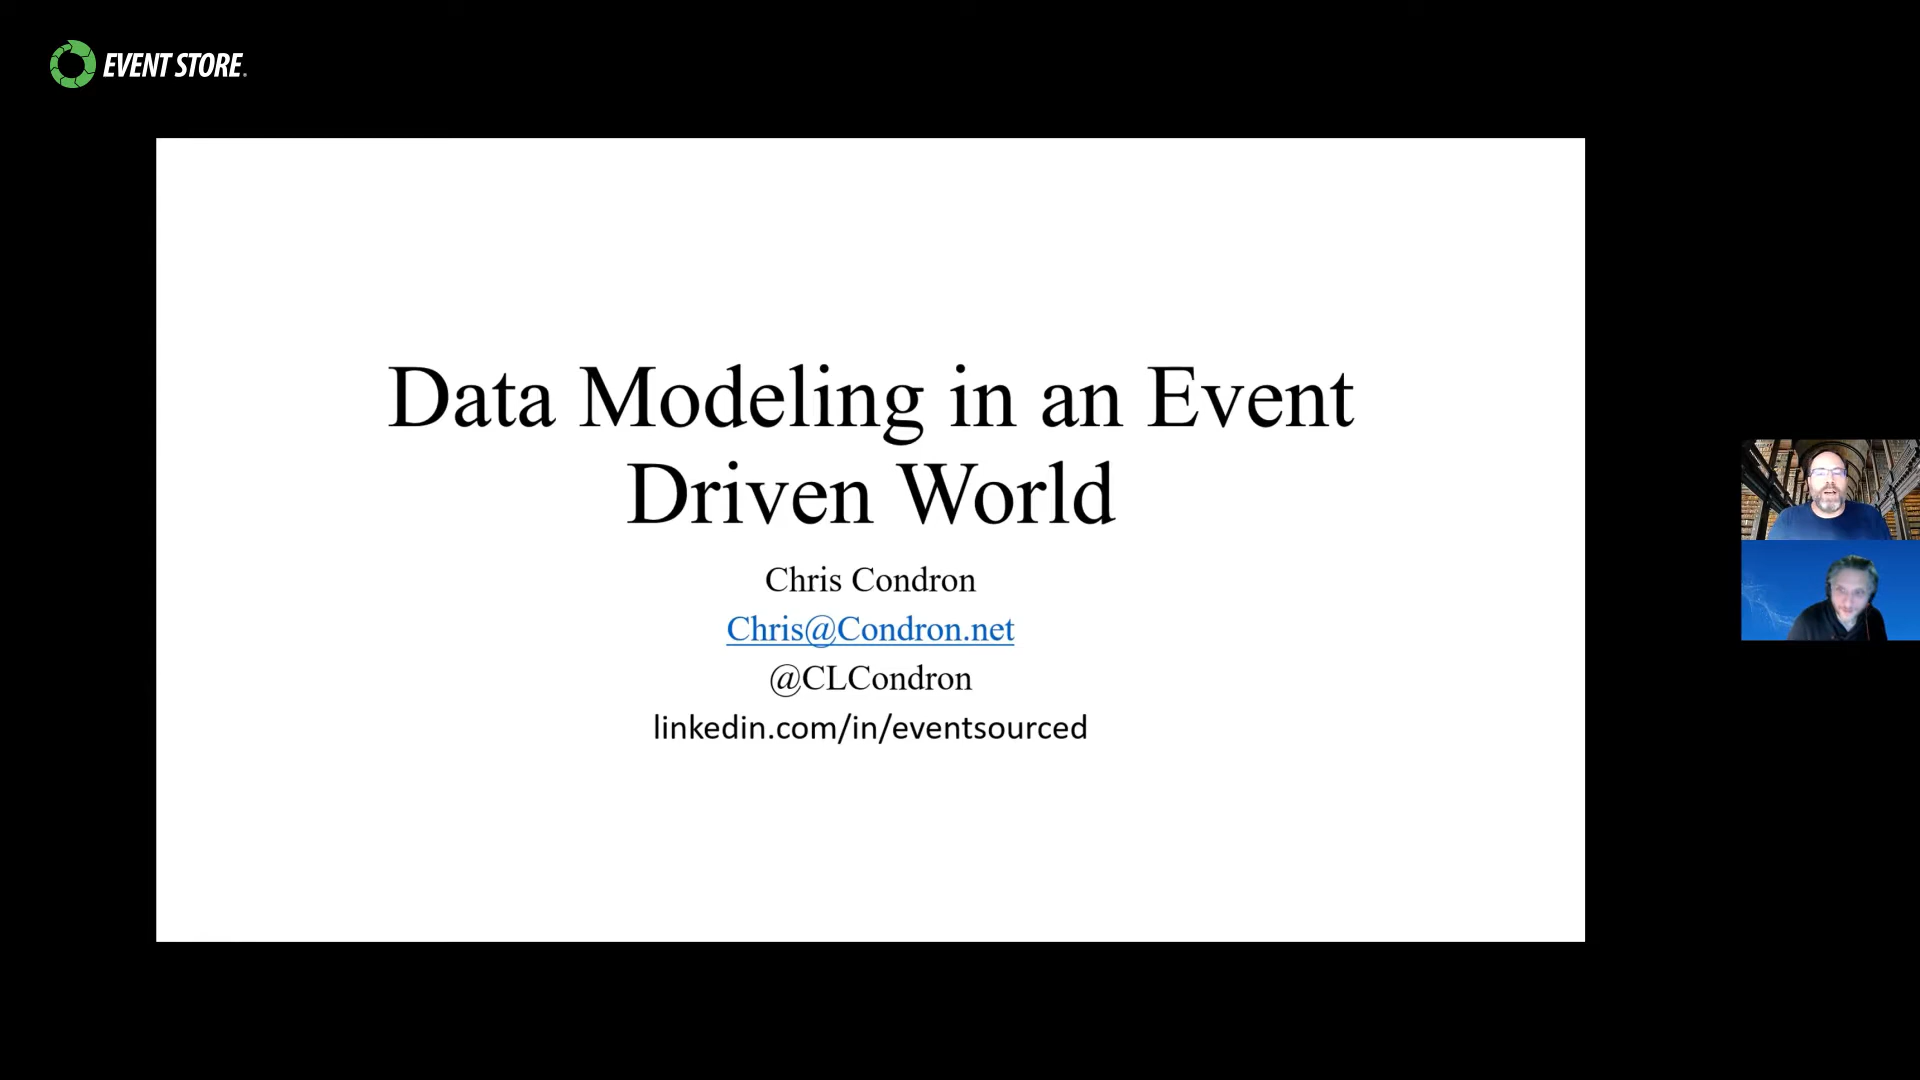 EVENT STORE
Data Modeling in an Event
Driven World
Chris Condron
Chris@Condron.net
@CLCondron
linkedin.com/in/eventsourced